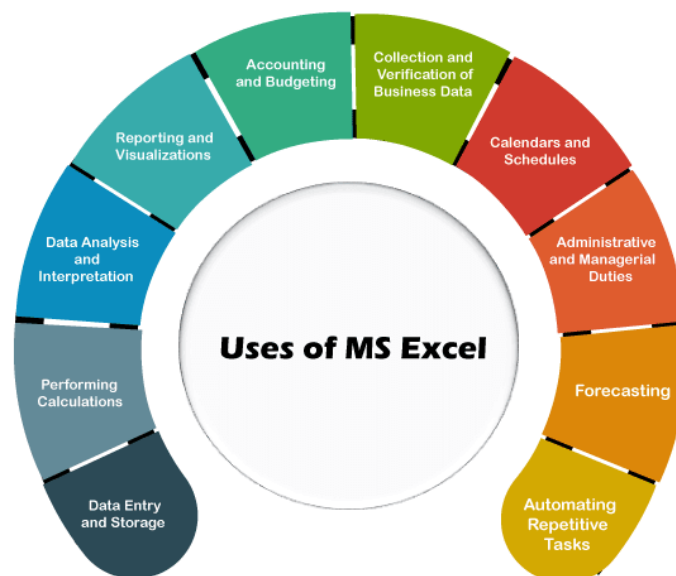 Data Entry
and Storage
Performing
Calculations
Data Analysis
and
Interpretation
Reporting and
Visualizations
Accounting
and Budgeting
Collection and
Verification of
Business Data
Calendars and
Schedules
Administrative
and Managerial
Duties
Forecasting
Automating
Repetitive
Tasks
Uses of MS Excel